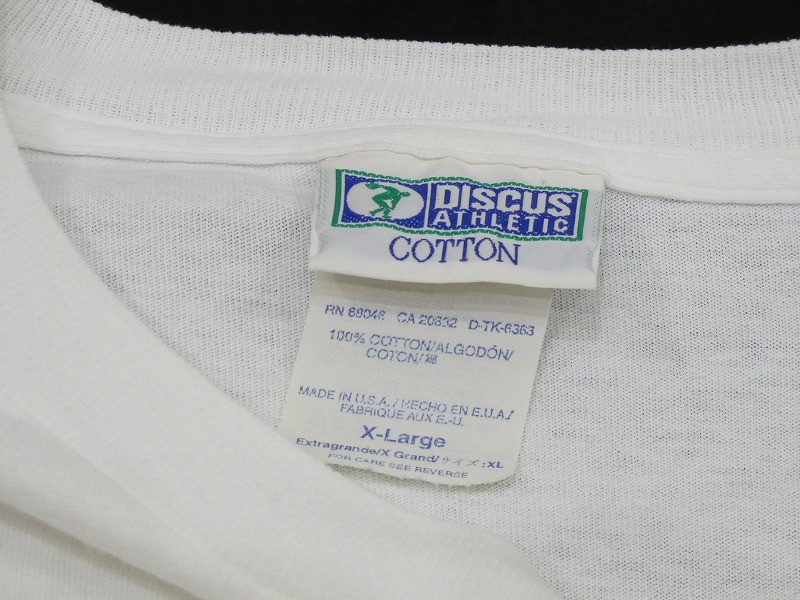 DISCUS
ATHLETIC
COTTON
RN 88046 CA 20832 D-TK-6363
100% COTTON/ALGODÓN/
COTON/綿
MADE IN U.S.A./HECHO EN E.U.A./
FABRIQUE AUX E.-U.
X-Large
Extragrande/X Grand/サイズ:XL
FOR CARE SEE REVERSE